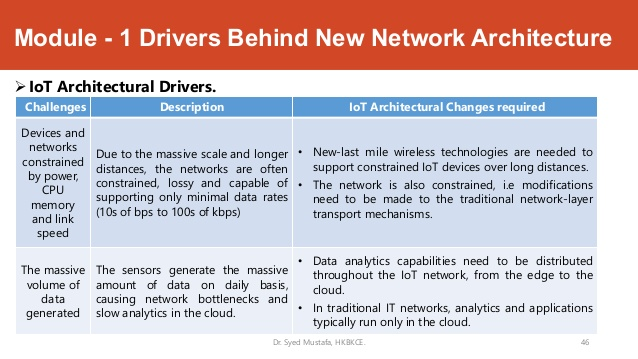 Module - 1 Drivers Behind New Network Architecture
➢ IoT Architectural Drivers.
Challenges
Description
IoT Architectural Changes required
Devices and
networks
constrained
by power,
CPU
memory
and link
speed
Due to the massive scale and longer
distances, the networks are often
constrained, lossy and capable of
supporting only minimal data rates
(10s of bps to 100s of kbps)
• New-last mile wireless technologies are needed to
support constrained IoT devices over long distances.
• The network is also constrained, i.e modifications
need to be made to the traditional network-layer
transport mechanisms.
The massive
volume of
data
generated
The sensors generate the massive
amount of data on daily basis,
causing network bottlenecks and
slow analytics in the cloud.
• Data analytics capabilities need to be distributed
throughout the IoT network, from the edge to the
cloud.
• In traditional IT networks, analytics and applications
typically run only in the cloud.
Dr. Syed Mustafa, HKBKCE.
46